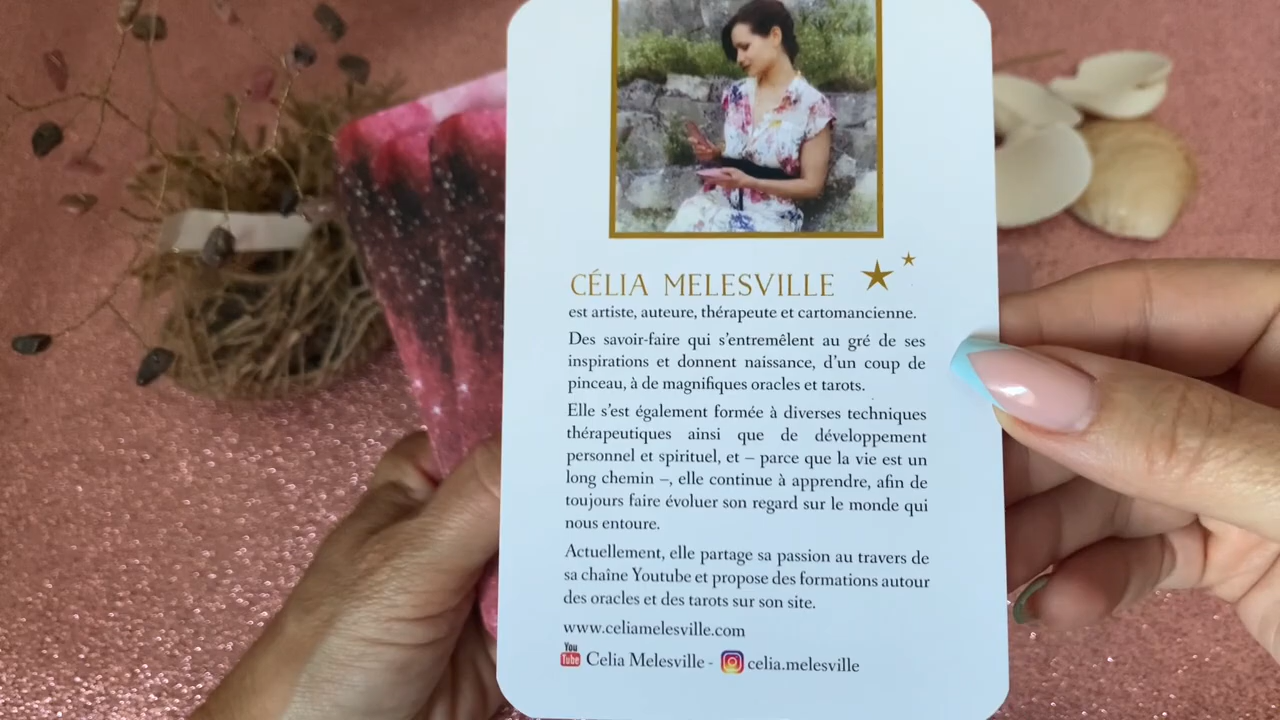 CÉLIA MELESVILLE
est artiste, auteure, thérapeute et cartomancienne.
Des savoir-faire qui s'entremêlent au gré de ses
inspirations et donnent naissance, d'un coup de
pinceau, à de magnifiques oracles et tarots.
Elle s'est également formée à diverses techniques
thérapeutiques ainsi que de développement
personnel et spirituel, et – parce que la vie est un
long chemin –, elle continue à apprendre, afin de
toujours faire évoluer son regard sur le monde qui
nous entoure.
Actuellement, elle partage sa passion au travers de
sa chaîne Youtube et propose des formations autour
des oracles et des tarots sur son site.
www.celiamelesville.com
You Tube Celia Melesville - celia.melesville